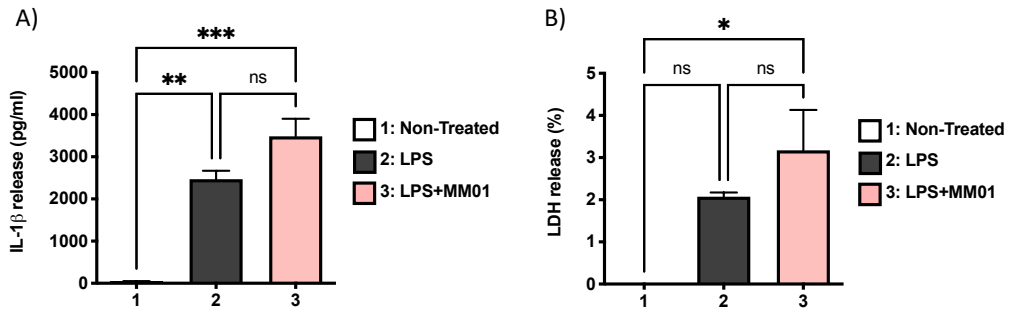 A)
***
**
ns
IL-1β release (pg/ml)
5000
4000
3000
2000
1000
0
1
2
3
1: Non-Treated
2: LPS
3: LPS+MM01
B)
*
ns
ns
LDH release (%)
5
4
3
2
1
0
1
2
3
1: Non-Treated
2: LPS
3: LPS+MM01